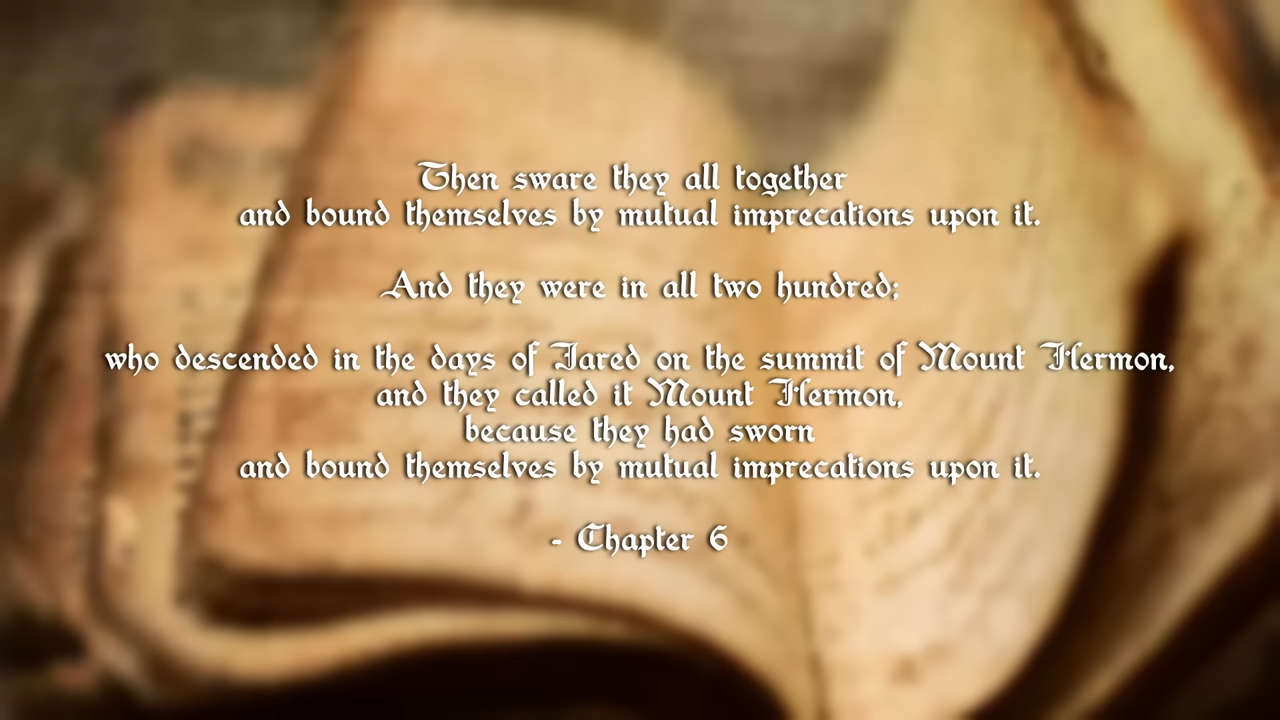 Then sware they all together
and bound themselves by mutual imprecations upon it.
And they were in all two hundred;
who descended in the days of Jared on the summit of Mount Hermon,
and they called it Mount Hermon,
because they had sworn
and bound themselves by mutual imprecations upon it.
- Chapter 6